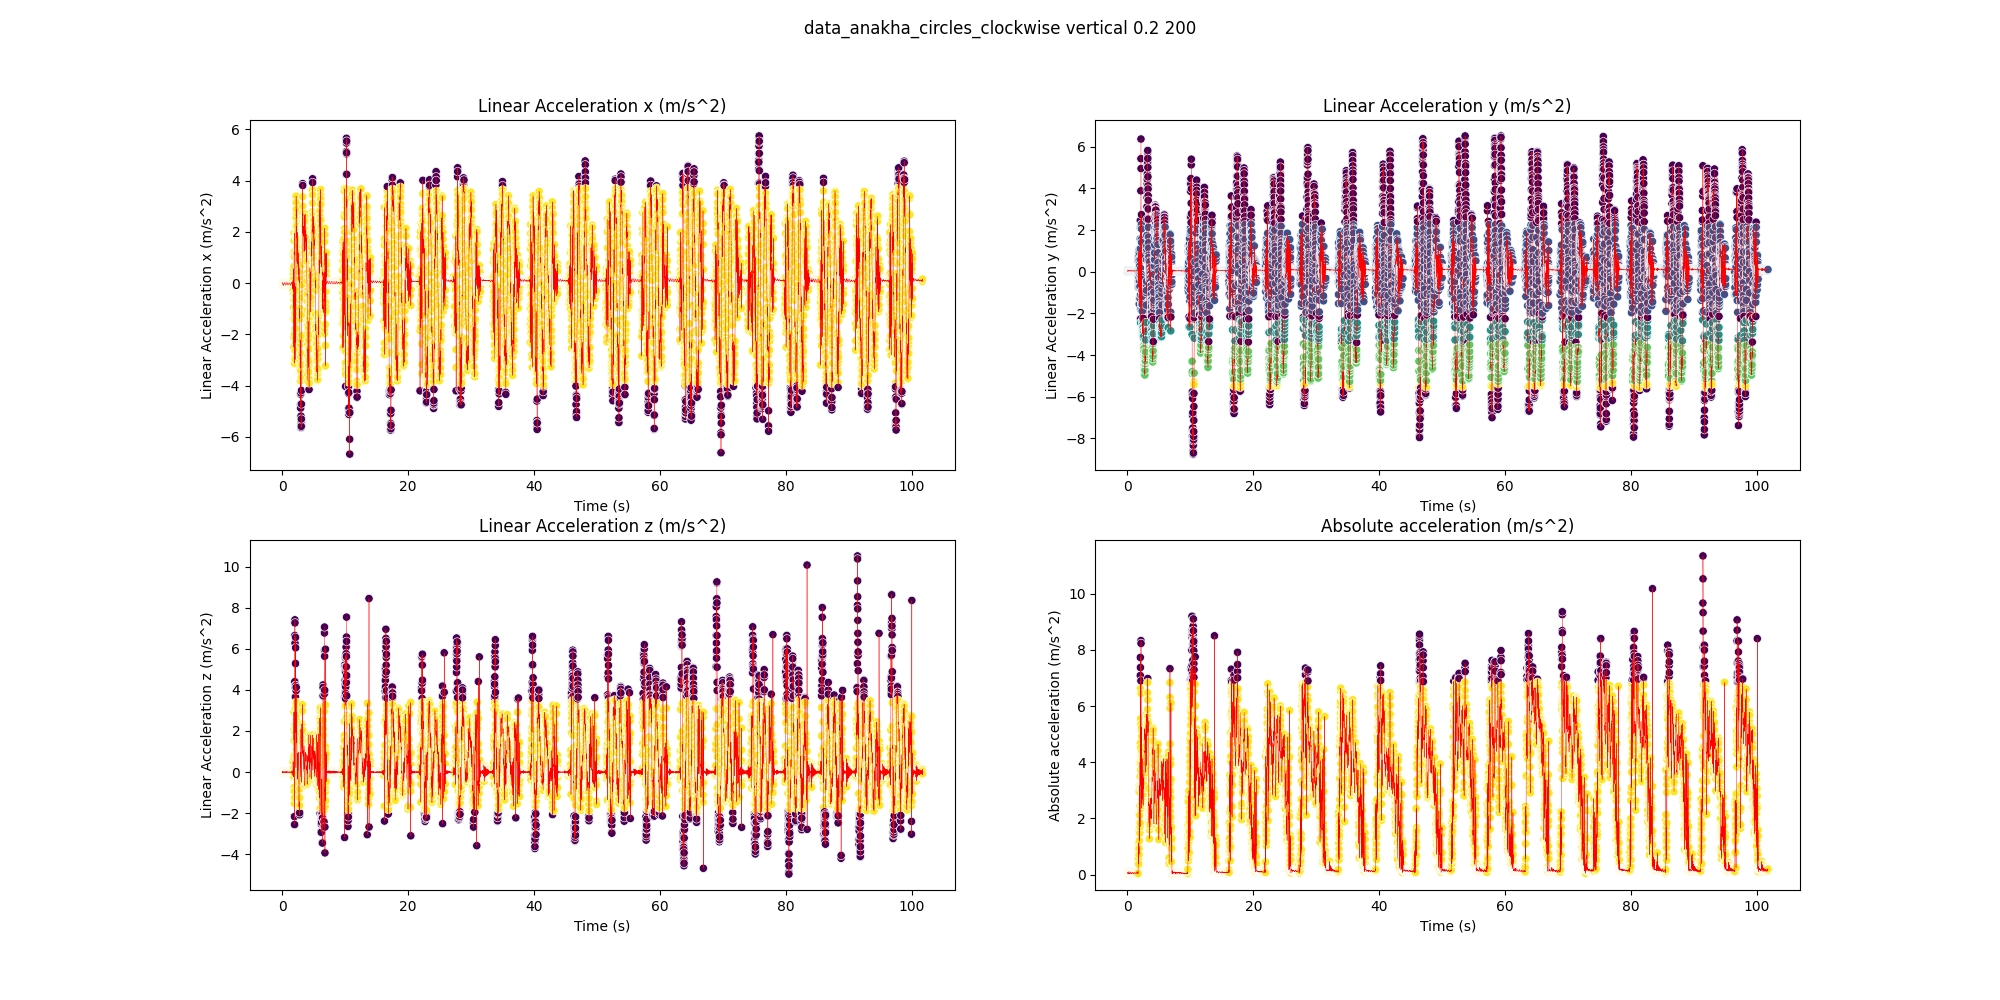 data_anakha_circles_clockwise vertical 0.2 200
Linear Acceleration x (m/s^2)
Linear Acceleration x (m/s^2)
6
4
2
0
−2
−4
−6
0 20 40 60 80 100
Time (s)
Linear Acceleration y (m/s^2)
Linear Acceleration y (m/s^2)
6
4
2
0
−2
−4
−6
−8
0 20 40 60 80 100
Time (s)
Linear Acceleration z (m/s^2)
Linear Acceleration z (m/s^2)
10
8
6
4
2
0
−2
−4
0 20 40 60 80 100
Time (s)
Absolute acceleration (m/s^2)
Absolute acceleration (m/s^2)
10
8
6
4
2
0
0 20 40 60 80 100
Time (s)